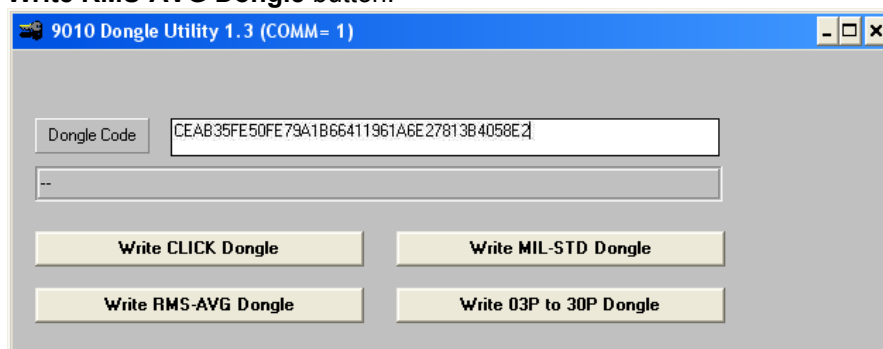 Write RMS-AVG Dongle button.
9010 Dongle Utility 1.3 (COMM= 1)
Dongle Code
CEAB35FE50FE79A1B66411961A6E27813B4058E2
--
Write CLICK Dongle
Write MIL-STD Dongle
Write RMS-AVG Dongle
Write 03P to 30P Dongle